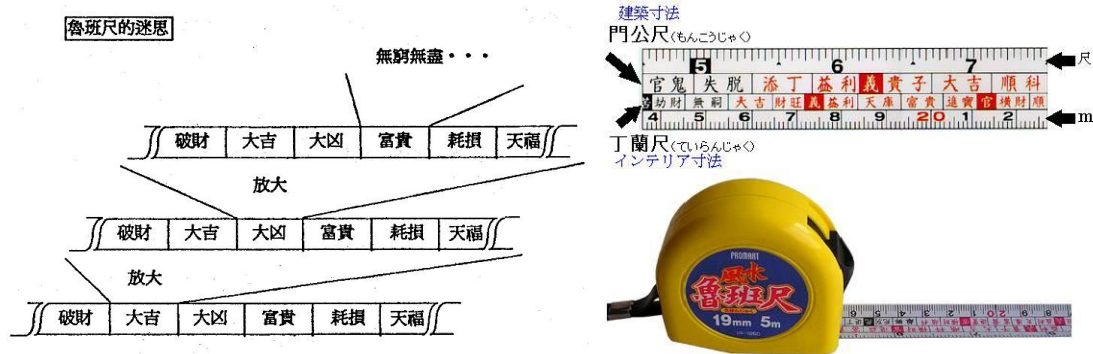 魯班尺的迷思
無窮無盡・・・
破財 大吉 大凶 富貴 耗損 天福
放大
破財 大吉 大凶 富貴 耗損 天福
放大
破財 大吉 大凶 富貴 耗損 天福
建築寸法
門公尺(もんこうじゃく)
5 6 7 尺
官鬼 失脱 添丁 益利 義 貴子 大吉 順科
劫財 無嗣 大吉 財旺 義 益利 天庫 富貴 進寶 官 横財 順
4 5 6 7 8 9 20 1 2 m
丁蘭尺(ていらんじゃく)
インテリア寸法
PROMART
風水
魯班尺
19mm 5m